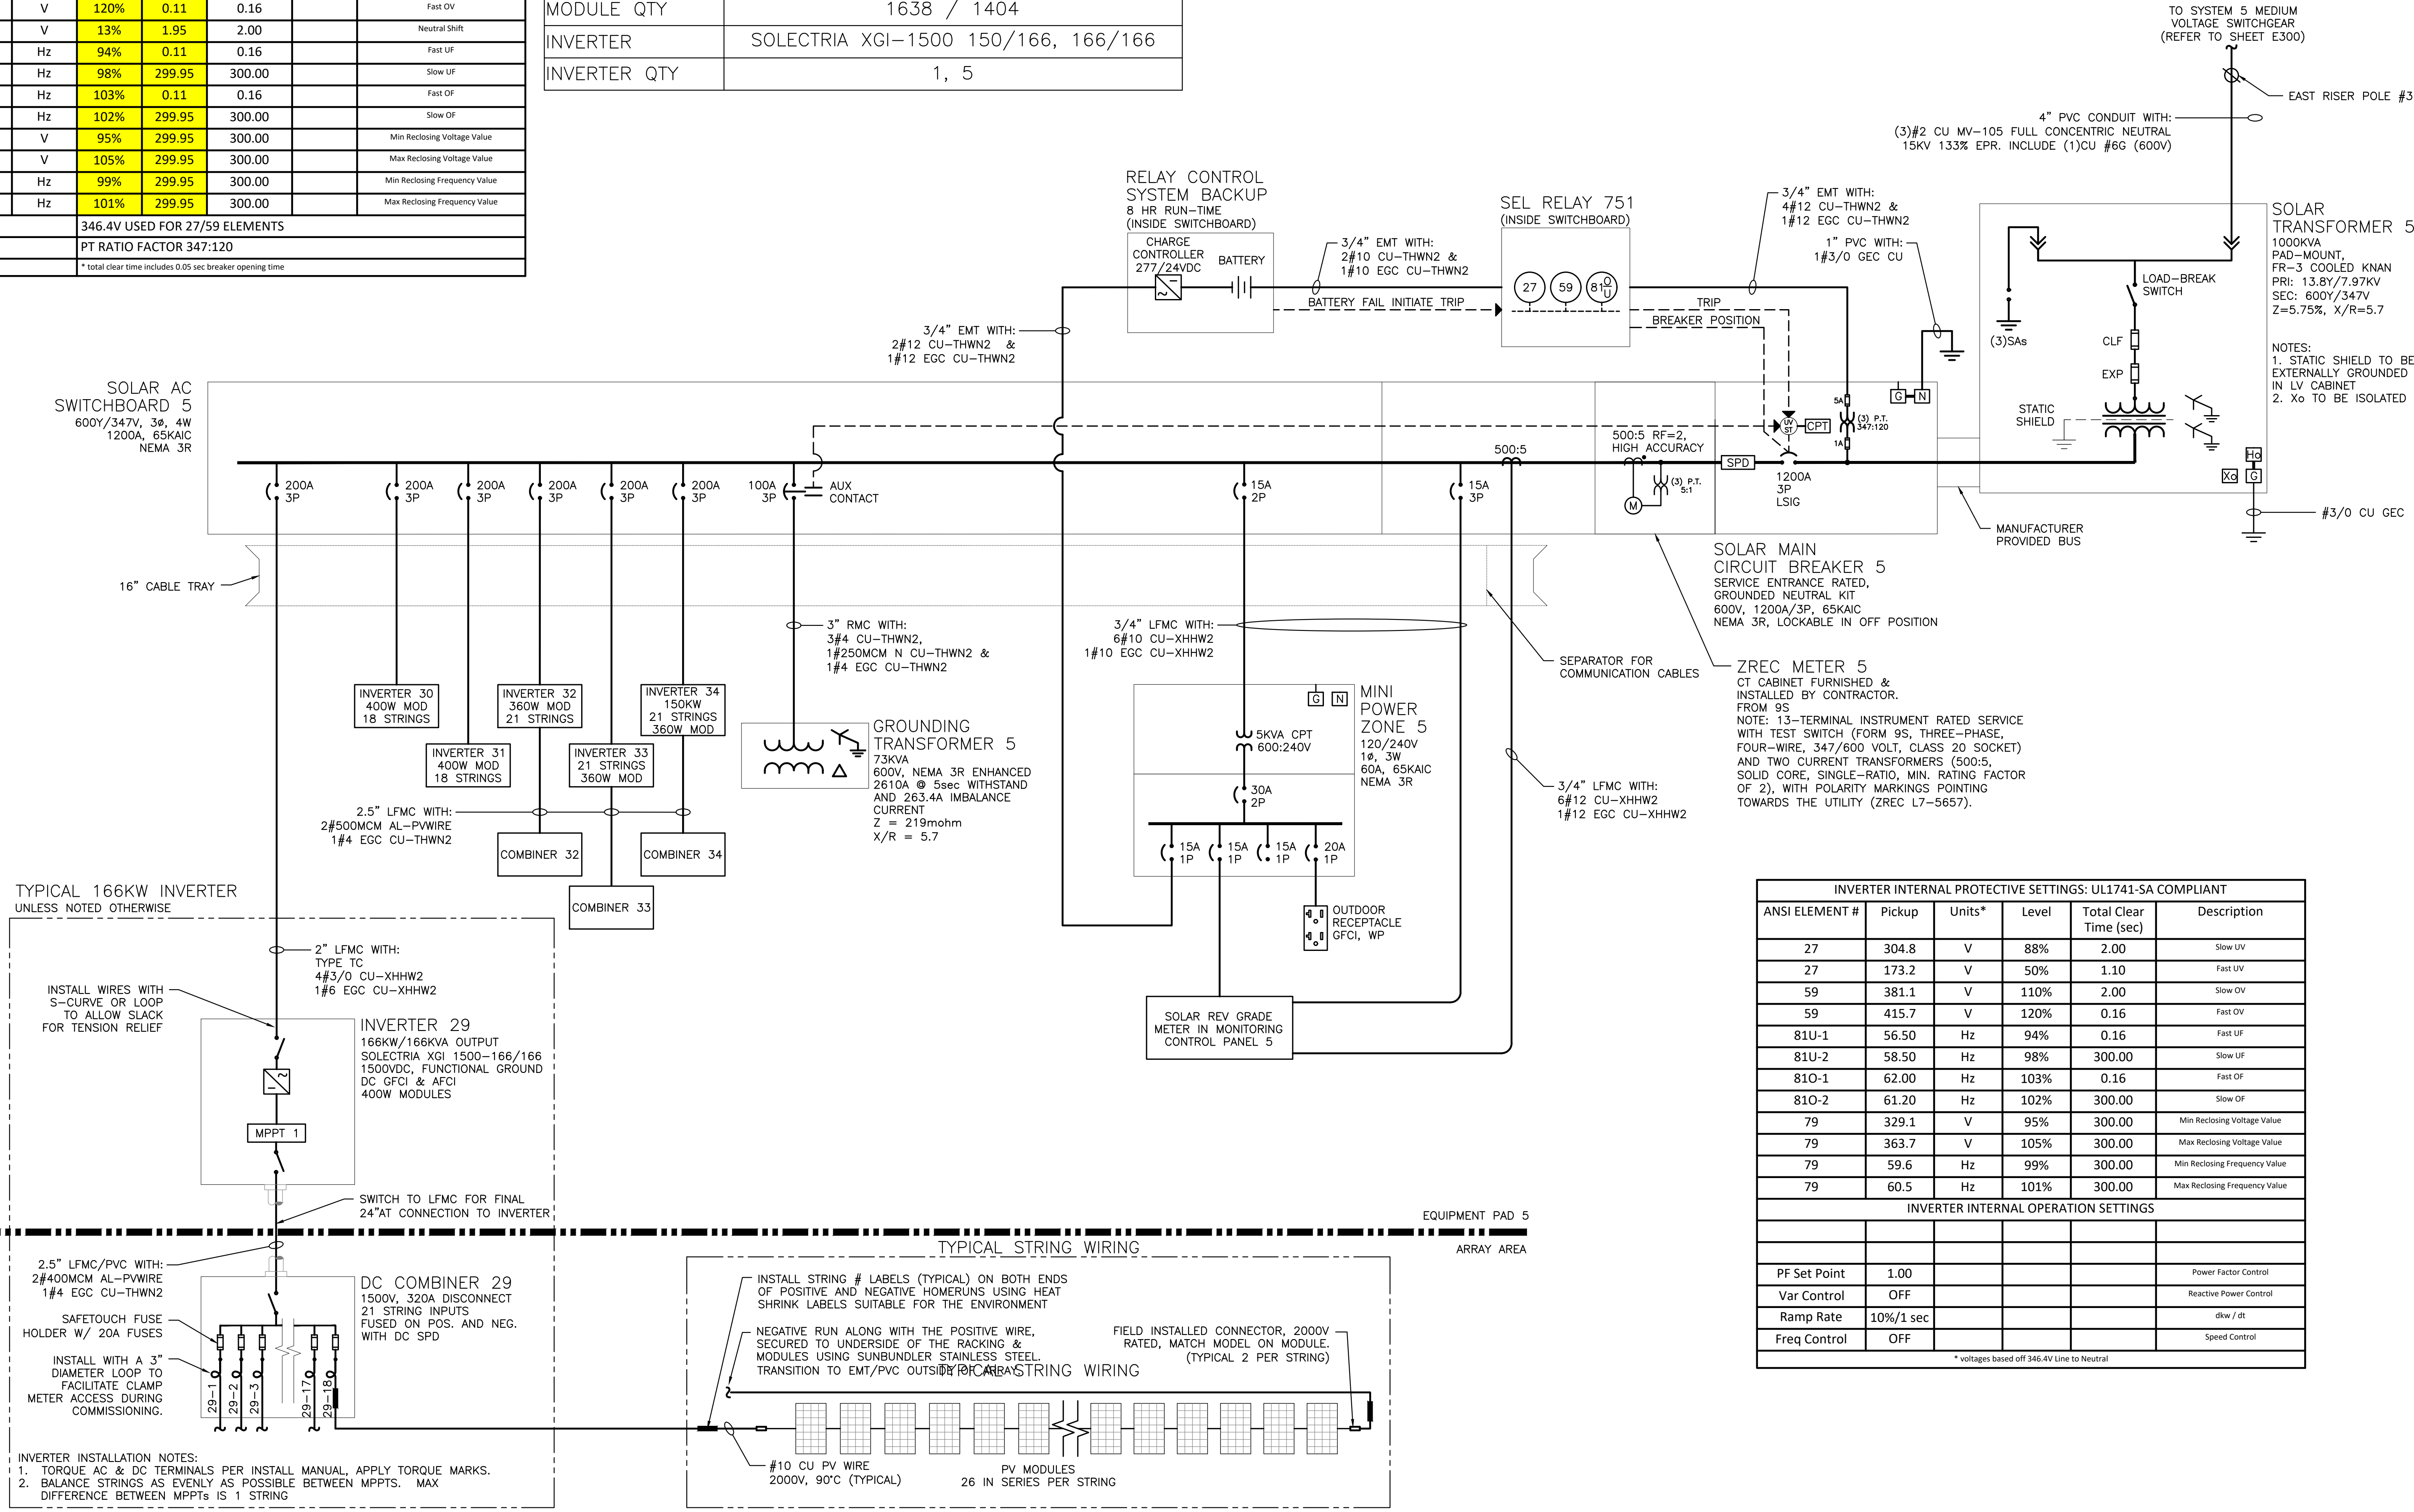 V 120% 0.11 0.16 Fast OV
V 13% 1.95 2.00 Neutral Shift
Hz 94% 0.11 0.16 Fast UF
Hz 98% 299.95 300.00 Slow UF
Hz 103% 0.11 0.16 Fast OF
Hz 102% 299.95 300.00 Slow OF
V 95% 299.95 300.00 Min Reclosing Voltage Value
V 105% 299.95 300.00 Max Reclosing Voltage Value
Hz 99% 299.95 300.00 Min Reclosing Frequency Value
Hz 101% 299.95 300.00 Max Reclosing Frequency Value
346.4V USED FOR 27/59 ELEMENTS
PT RATIO FACTOR 347:120
* total clear time includes 0.05 sec breaker opening time
MODULE QTY 1638 / 1404
INVERTER SOLECTRIA XGI-1500 150/166, 166/166
INVERTER QTY 1, 5
TO SYSTEM 5 MEDIUM
VOLTAGE SWITCHGEAR
(REFER TO SHEET E300)
EAST RISER POLE #3
4" PVC CONDUIT WITH:
(3)#2 CU MV-105 FULL CONCENTRIC NEUTRAL
15KV 133% EPR. INCLUDE (1)CU #6G (600V)
RELAY CONTROL
SYSTEM BACKUP
8 HR RUN-TIME
(INSIDE SWITCHBOARD)
CHARGE
CONTROLLER
277/24VDC
BATTERY
3/4" EMT WITH:
2#10 CU-THWN2 &
1#10 EGC CU-THWN2
BATTERY FAIL INITIATE TRIP
SEL RELAY 751
(INSIDE SWITCHBOARD)
27
59
81
O
U
TRIP
BREAKER POSITION
3/4" EMT WITH:
4#12 CU-THWN2 &
1#12 EGC CU-THWN2
1" PVC WITH:
1#3/0 GEC CU
3/4" EMT WITH:
2#12 CU-THWN2 &
1#12 EGC CU-THWN2
SOLAR
TRANSFORMER 5
1000KVA
PAD-MOUNT,
FR-3 COOLED KNAN
PRI: 13.8Y/7.97KV
SEC: 600Y/347V
Z=5.75%, X/R=5.7
NOTES:
1. STATIC SHIELD TO BE
EXTERNALLY GROUNDED
IN LV CABINET
2. Xo TO BE ISOLATED
LOAD-BREAK
SWITCH
(3)SAs
CLF
EXP
STATIC
SHIELD
Ho
Xo
G
#3/0 CU GEC
SOLAR AC
SWITCHBOARD 5
600Y/347V, 3ø, 4W
1200A, 65KAIC
NEMA 3R
G
N
5A
(3) P.T.
347:120
1A
UV
ST
CPT
500:5
500:5 RF=2,
HIGH ACCURACY
(3) P.T.
5:1
M
SPD
1200A
3P
LSIG
200A
3P
200A
3P
200A
3P
200A
3P
200A
3P
200A
3P
100A
3P
AUX
CONTACT
15A
2P
15A
3P
MANUFACTURER
PROVIDED BUS
16" CABLE TRAY
SOLAR MAIN
CIRCUIT BREAKER 5
SERVICE ENTRANCE RATED,
GROUNDED NEUTRAL KIT
600V, 1200A/3P, 65KAIC
NEMA 3R, LOCKABLE IN OFF POSITION
3" RMC WITH:
3#4 CU-THWN2,
1#250MCM N CU-THWN2 &
1#4 EGC CU-THWN2
3/4" LFMC WITH:
6#10 CU-XHHW2
1#10 EGC CU-XHHW2
SEPARATOR FOR
COMMUNICATION CABLES
ZREC METER 5
CT CABINET FURNISHED &
INSTALLED BY CONTRACTOR.
FROM 9S
NOTE: 13-TERMINAL INSTRUMENT RATED SERVICE
WITH TEST SWITCH (FORM 9S, THREE-PHASE,
FOUR-WIRE, 347/600 VOLT, CLASS 20 SOCKET)
AND TWO CURRENT TRANSFORMERS (500:5,
SOLID CORE, SINGLE-RATIO, MIN. RATING FACTOR
OF 2), WITH POLARITY MARKINGS POINTING
TOWARDS THE UTILITY (ZREC L7-5657).
INVERTER 30
400W MOD
18 STRINGS
INVERTER 32
360W MOD
21 STRINGS
INVERTER 34
150KW
21 STRINGS
360W MOD
INVERTER 31
400W MOD
18 STRINGS
INVERTER 33
21 STRINGS
360W MOD
GROUNDING
TRANSFORMER 5
73KVA
600V, NEMA 3R ENHANCED
2610A @ 5sec WITHSTAND
AND 263.4A IMBALANCE
CURRENT
Z = 219mohm
X/R = 5.7
G
N
MINI
POWER
ZONE 5
120/240V
1ø, 3W
60A, 65KAIC
NEMA 3R
5KVA CPT
600:240V
30A
2P
15A
1P
15A
1P
15A
1P
20A
1P
3/4" LFMC WITH:
6#12 CU-XHHW2
1#12 EGC CU-XHHW2
2.5" LFMC WITH:
2#500MCM AL-PVWIRE
1#4 EGC CU-THWN2
COMBINER 32
COMBINER 34
COMBINER 33
OUTDOOR
RECEPTACLE
GFCI, WP
SOLAR REV GRADE
METER IN MONITORING
CONTROL PANEL 5
TYPICAL 166KW INVERTER
UNLESS NOTED OTHERWISE
2" LFMC WITH:
TYPE TC
4#3/0 CU-XHHW2
1#6 EGC CU-XHHW2
INSTALL WIRES WITH
S-CURVE OR LOOP
TO ALLOW SLACK
FOR TENSION RELIEF
INVERTER 29
166KW/166KVA OUTPUT
SOLECTRIA XGI 1500-166/166
1500VDC, FUNCTIONAL GROUND
DC GFCI & AFCI
400W MODULES
MPPT 1
SWITCH TO LFMC FOR FINAL
24"AT CONNECTION TO INVERTER
EQUIPMENT PAD 5
ARRAY AREA
2.5" LFMC/PVC WITH:
2#400MCM AL-PVWIRE
1#4 EGC CU-THWN2
SAFETOUCH FUSE
HOLDER W/ 20A FUSES
INSTALL WITH A 3"
DIAMETER LOOP TO
FACILITATE CLAMP
METER ACCESS DURING
COMMISSIONING.
DC COMBINER 29
1500V, 320A DISCONNECT
21 STRING INPUTS
FUSED ON POS. AND NEG.
WITH DC SPD
29-1
29-2
29-3
29-17
29-18
INVERTER INSTALLATION NOTES:
1. TORQUE AC & DC TERMINALS PER INSTALL MANUAL, APPLY TORQUE MARKS.
2. BALANCE STRINGS AS EVENLY AS POSSIBLE BETWEEN MPPTS. MAX
DIFFERENCE BETWEEN MPPTs IS 1 STRING
TYPICAL STRING WIRING
INSTALL STRING # LABELS (TYPICAL) ON BOTH ENDS
OF POSITIVE AND NEGATIVE HOMERUNS USING HEAT
SHRINK LABELS SUITABLE FOR THE ENVIRONMENT
NEGATIVE RUN ALONG WITH THE POSITIVE WIRE,
SECURED TO UNDERSIDE OF THE RACKING &
MODULES USING SUNBUNDLER STAINLESS STEEL.
TRANSITION TO EMT/PVC OUTSIDE OF ARRAY.
TYPICAL STRING WIRING
FIELD INSTALLED CONNECTOR, 2000V
RATED, MATCH MODEL ON MODULE.
(TYPICAL 2 PER STRING)
#10 CU PV WIRE
2000V, 90°C (TYPICAL)
PV MODULES
26 IN SERIES PER STRING
INVERTER INTERNAL PROTECTIVE SETTINGS: UL1741-SA COMPLIANT
ANSI ELEMENT # Pickup Units* Level Total Clear Description
Time (sec)
27 304.8 V 88% 2.00 Slow UV
27 173.2 V 50% 1.10 Fast UV
59 381.1 V 110% 2.00 Slow OV
59 415.7 V 120% 0.16 Fast OV
81U-1 56.50 Hz 94% 0.16 Fast UF
81U-2 58.50 Hz 98% 300.00 Slow UF
81O-1 62.00 Hz 103% 0.16 Fast OF
81O-2 61.20 Hz 102% 300.00 Slow OF
79 329.1 V 95% 300.00 Min Reclosing Voltage Value
79 363.7 V 105% 300.00 Max Reclosing Voltage Value
79 59.6 Hz 99% 300.00 Min Reclosing Frequency Value
79 60.5 Hz 101% 300.00 Max Reclosing Frequency Value
INVERTER INTERNAL OPERATION SETTINGS
PF Set Point 1.00 Power Factor Control
Var Control OFF Reactive Power Control
Ramp Rate 10%/1 sec dkw / dt
Freq Control OFF Speed Control
* voltages based off 346.4V Line to Neutral